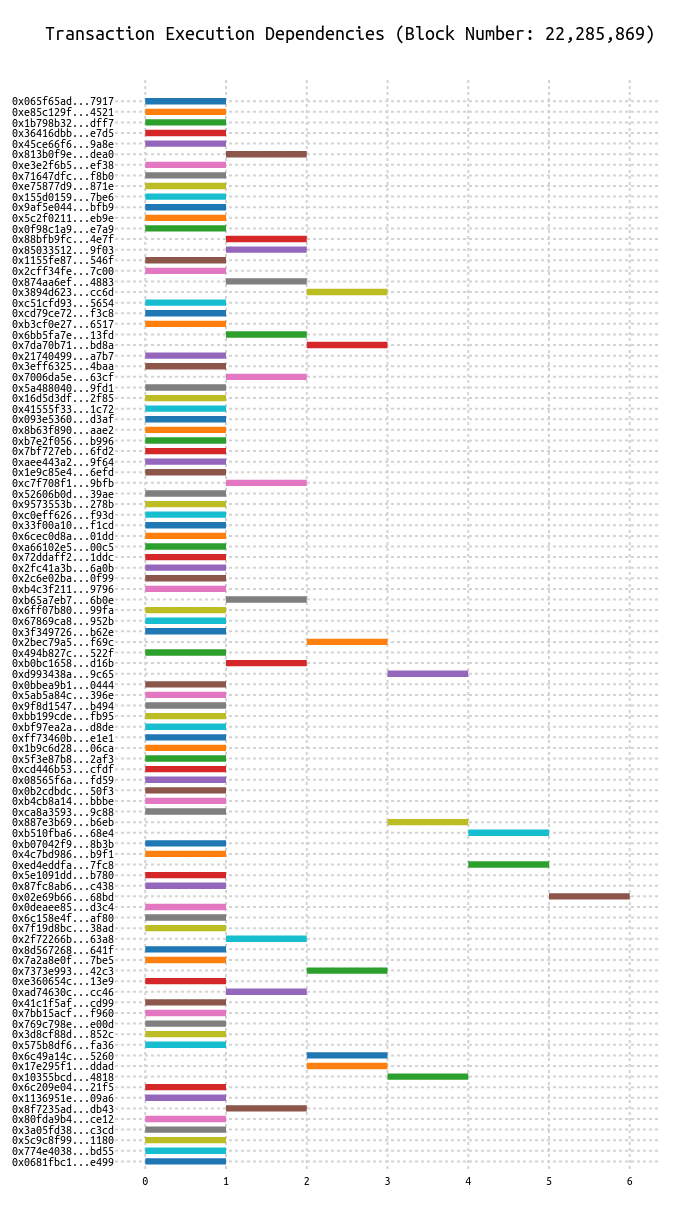 Transaction Execution Dependencies (Block Number: 22,285,869)
0x065f65ad...7917
0xe85c129f...4521
0x1b798b32...dff7
0x36416dbb...e7d5
0x45ce66f6...9a8e
0x813b0f9e...dea0
0xe3e2f6b5...ef38
0x71647dfc...f8b0
0xe75877d9...871e
0x155d0159...7be6
0x9af5e044...bfb9
0x5c2f0211...eb9e
0x0f98c1a9...e7a9
0x88bfb9fc...4e7f
0x85033512...9f03
0x1155fe87...546f
0x2cff34fe...7c00
0x874aa6ef...4883
0x3894d623...cc6d
0xc51cfd93...5654
0xcd79ce72...f3c8
0xb3cf0e27...6517
0x6bb5fa7e...13fd
0x7da70b71...bd8a
0x21740499...a7b7
0x3eff6325...4baa
0x7006da5e...63cf
0x5a488040...9fd1
0x16d5d3df...2f85
0x41555f33...1c72
0x093e5360...d3af
0x8b63f890...aae2
0xb7e2f056...b996
0x7bf727eb...6fd2
0xaee443a2...9f64
0x1e9c85e4...6efd
0xc7f708f1...9bfb
0x52606b0d...39ae
0x9573553b...278b
0xc0eff626...f93d
0x33f00a10...f1cd
0x6cec0d8a...01dd
0xa66102e5...00c5
0x72ddaff2...1ddc
0x2fc41a3b...6a0b
0x2c6e02ba...0f99
0xb4c3f211...9796
0xb65a7eb7...6b0e
0x6ff07b80...99fa
0x67869ca8...952b
0x3f349726...b62e
0x2bec79a5...f69c
0x494b827c...522f
0xb0bc1658...d16b
0xd993438a...9c65
0x0bbea9b1...0444
0x5ab5a84c...396e
0x9f8d1547...b494
0xbb199cde...fb95
0xbf97ea2a...d8de
0xff73460b...e1e1
0x1b9c6d28...06ca
0x5f3e87b8...2af3
0xcd446b53...cfdf
0x08565f6a...fd59
0x0b2cdbdc...50f3
0xb4cb8a14...bbbe
0xca8a3593...9c88
0x887e3b69...b6eb
0xb510fba6...68e4
0xb07042f9...8b3b
0x4c7bd986...b9f1
0xed4eddfa...7fc8
0x5e1091dd...b780
0x87fc8ab6...c438
0x02e69b66...68bd
0x0deaee85...d3c4
0x6c158e4f...af80
0x7f19d8bc...38ad
0x2f72266b...63a8
0x8d567268...641f
0x7a2a8e0f...7be5
0x7373e993...42c3
0xe360654c...13e9
0xad74630c...cc46
0x41c1f5af...cd99
0x7bb15acf...f960
0x769c798e...e00d
0x3d8cf88d...852c
0x575b8df6...fa36
0x6c49a14c...5260
0x17e295f1...ddad
0x10355bcd...4818
0x6c209e04...21f5
0x1136951e...09a6
0x8f7235ad...db43
0x80fda9b4...ce12
0x3a05fd38...c3cd
0x5c9c8f99...1180
0x774e4038...bd55
0x0681fbc1...e499
0 1 2 3 4 5 6